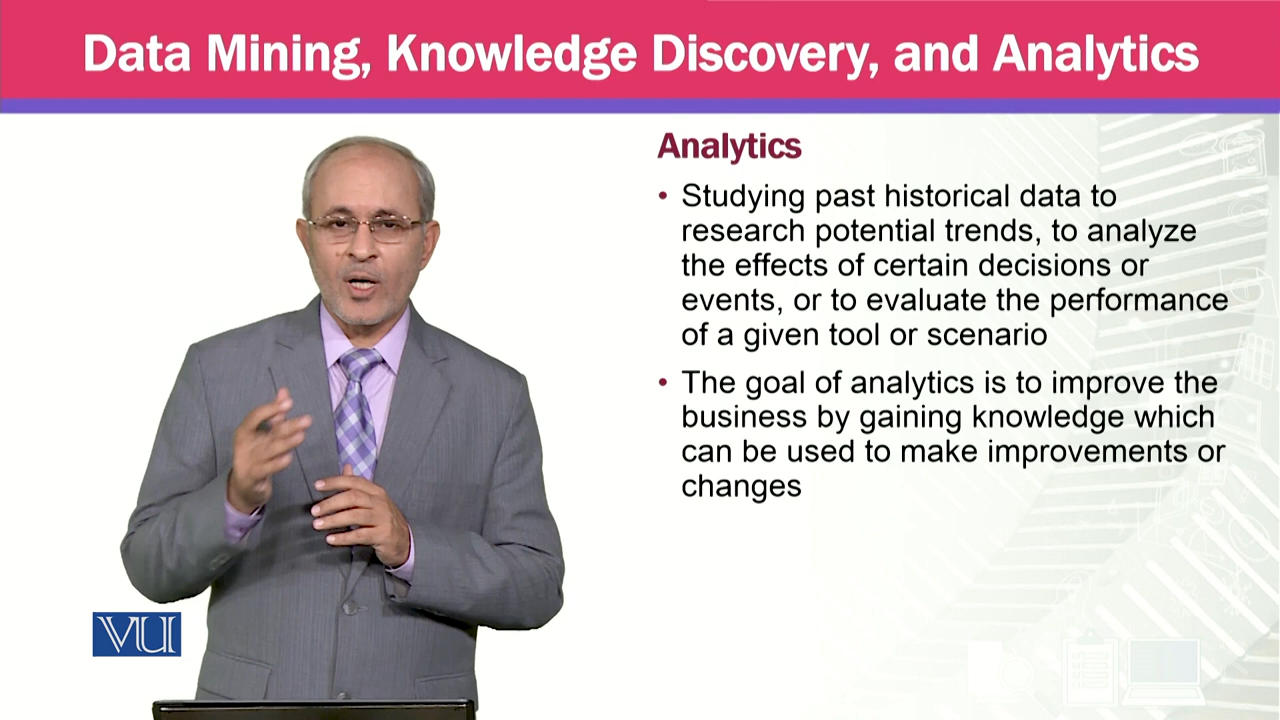 Data Mining, Knowledge Discovery, and Analytics
Analytics
• Studying past historical data to
research potential trends, to analyze
the effects of certain decisions or
events, or to evaluate the performance
of a given tool or scenario
• The goal of analytics is to improve the
business by gaining knowledge which
can be used to make improvements or
changes
VU